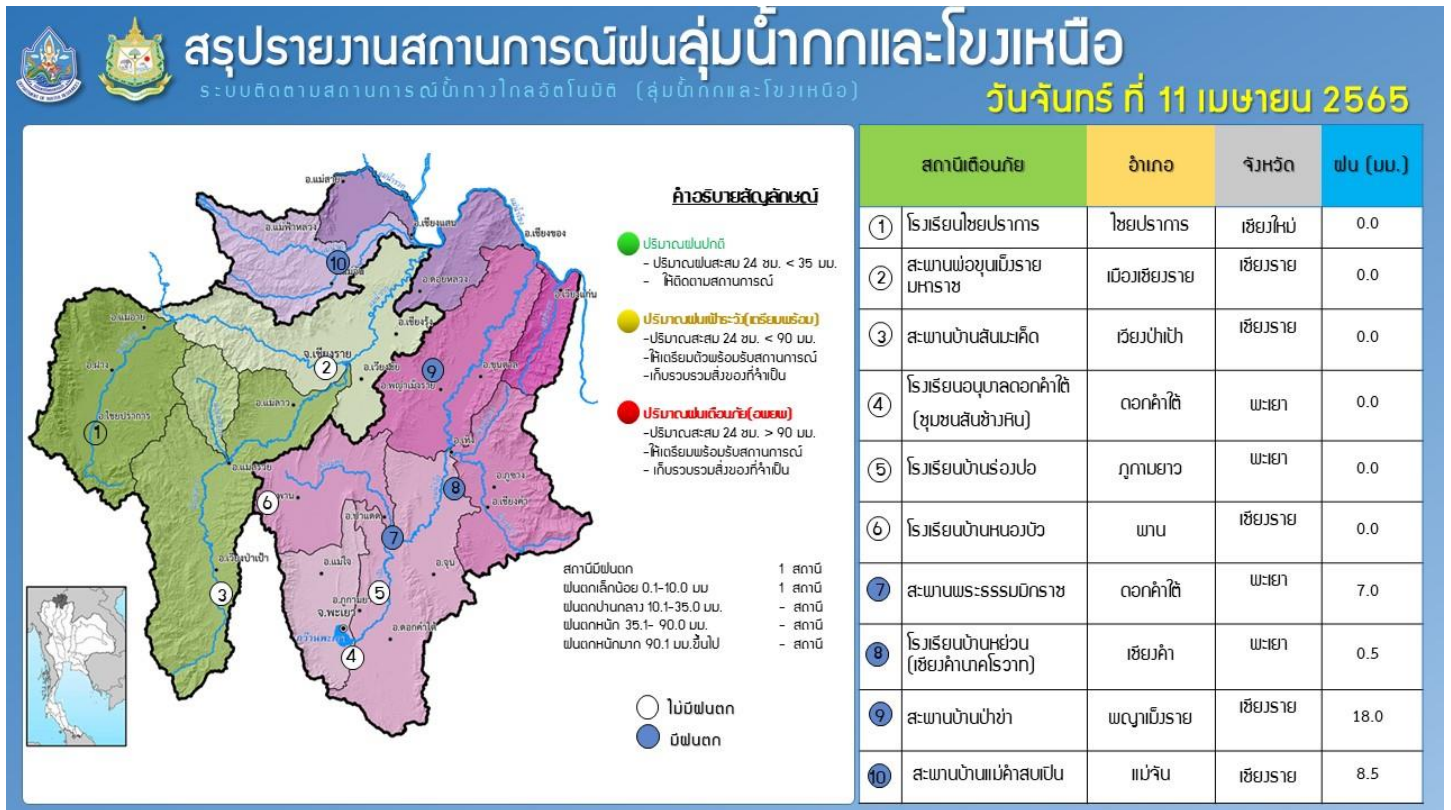 สรุปรายงานสถานการณ์ฝนลุ่มน้ำกกและโขงเหนือ
ระบบติดตามสถานการณ์น้ำทางไกลอัตโนมัติ (ลุ่มน้ำกกและโขงเหนือ)
วันจันทร์ ที่ 11 เมษายน 2565
อ.แม่สาย
อ.แม่ฟ้าหลวง
อ.เชียงแสน
อ.เชียงของ
10
อ.ดอยหลวง
อ.เวียงแก่น
อ.แม่อาย
อ.เชียงรุ้ง
อ.ฝาง
จ.เชียงราย
2
อ.พญาเม็งราย
9
อ.ขุนตาล
อ.แม่ลาว
อ.ไชยปราการ
1
อ.เทิง
อ.แม่สรวย
8
อ.ภูซาง
อ.เชียงคำ
6
พาน
อ.ป่าแดด
7
อ.เวียงป่าเป้า
3
อ.แม่ใจ
อ.จุน
5
จ.พะเยา
อ.ดอกคำใต้
กว๊านพะเยา
4
คำอธิบายสัญลักษณ์
ปริมาณฝนปกติ
- ปริมาณฝนสะสม 24 ชม. < 35 มม.
- ให้ติดตามสถานการณ์
ปริมาณฝนเฝ้าระวัง(เตรียมพร้อม)
-ปริมาณสะสม 24 ชม. < 90 มม.
-ให้เตรียมตัวพร้อมรับสถานการณ์
-เก็บรวบรวมสิ่งของที่จำเป็น
ปริมาณฝนเตือนภัย(อพยพ)
-ปริมาณสะสม 24 ชม. > 90 มม.
-ให้เตรียมพร้อมรับสถานการณ์
- เก็บรวบรวมสิ่งของที่จำเป็น
สถานีมีฝนตก 1 สถานี
ฝนตกเล็กน้อย 0.1-10.0 มม 1 สถานี
ฝนตกปานกลาง 10.1-35.0 มม. - สถานี
ฝนตกหนัก 35.1- 90.0 มม. - สถานี
ฝนตกหนักมาก 90.1 มม.ขึ้นไป - สถานี
ไม่มีฝนตก
มีฝนตก
สถานีเตือนภัย อำเภอ จังหวัด ฝน (มม.)
1 โรงเรียนไชยปราการ ไชยปราการ เชียงใหม่ 0.0
2 สะพานพ่อขุนเม็งราย
มหาราช เมืองเชียงราย เชียงราย 0.0
3 สะพานบ้านสันมะเค็ด เวียงป่าเป้า เชียงราย 0.0
4 โรงเรียนอนุบาลดอกคำใต้
(ชุมชนสันช้างหิน) ดอกคำใต้ พะเยา 0.0
5 โรงเรียนบ้านร่องปอ ภูกามยาว พะเยา 0.0
6 โรงเรียนบ้านหนองบัว พาน เชียงราย 0.0
7 สะพานพระธรรมมิกราช ดอกคำใต้ พะเยา 7.0
8 โรงเรียนบ้านหย่วน
(เชียงคำนาคโรวาท) เชียงคำ พะเยา 0.5
9 สะพานบ้านป่าข่า พญาเม็งราย เชียงราย 18.0
10 สะพานบ้านแม่คำสบเปิน แม่จัน เชียงราย 8.5